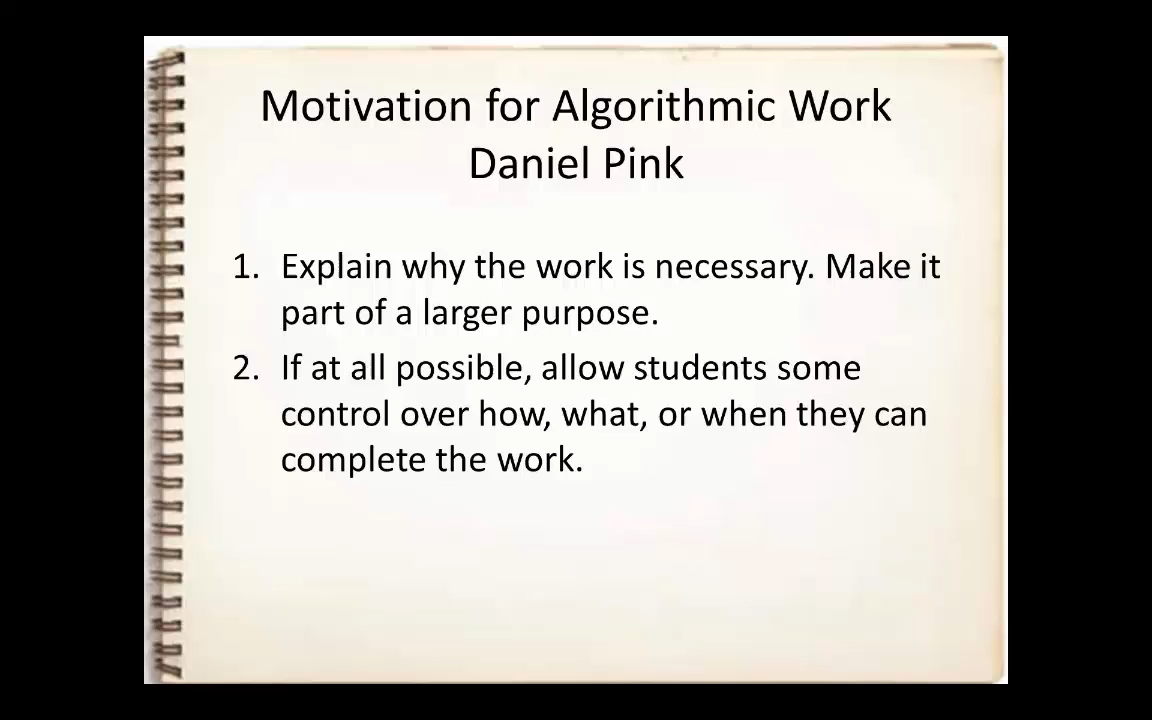 Motivation for Algorithmic Work
Daniel Pink
1. Explain why the work is necessary. Make it
part of a larger purpose.
2. If at all possible, allow students some
control over how, what, or when they can
complete the work.